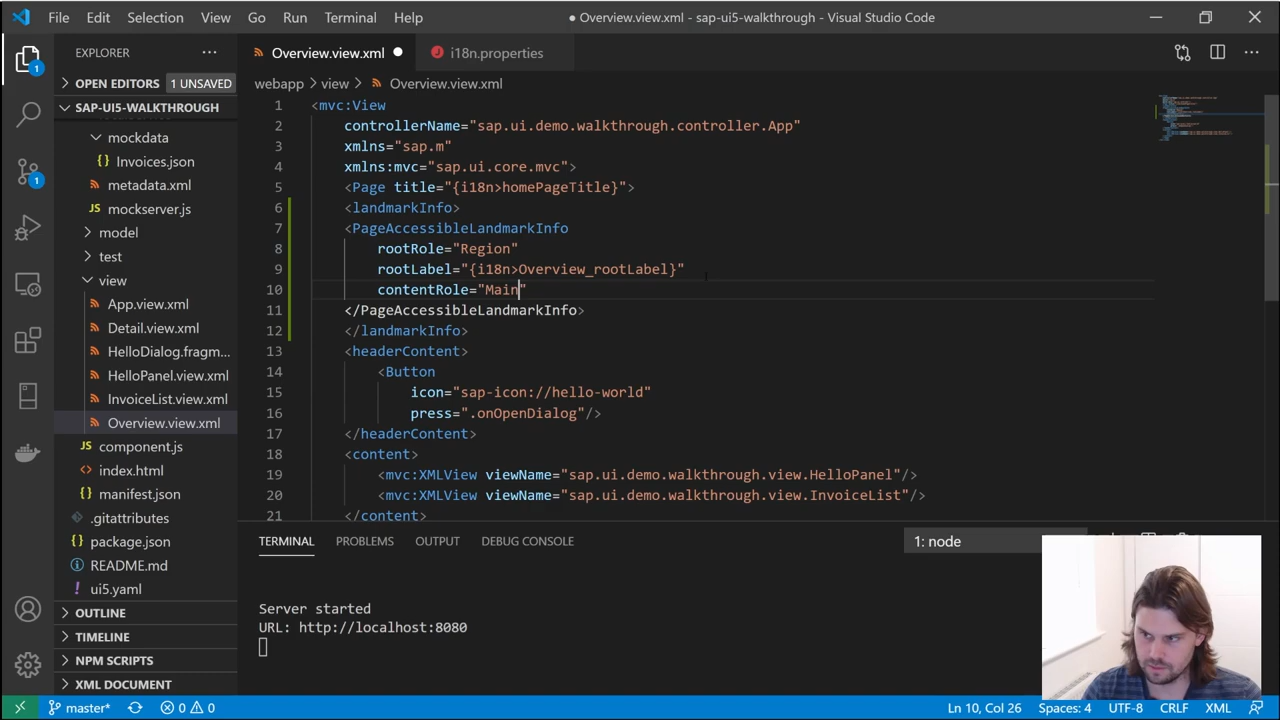 File Edit Selection View Go Run Terminal Help
● Overview.view.xml - sap-ui5-walkthrough - Visual Studio Code
EXPLORER ···
OPEN EDITORS 1 UNSAVED
SAP-UI5-WALKTHROUGH
mockdata
Invoices.json
metadata.xml
JS mockserver.js
model
test
view
App.view.xml
Detail.view.xml
HelloDialog.fragm...
HelloPanel.view.xml
InvoiceList.view.xml
Overview.view.xml
JS component.js
index.html
manifest.json
.gitattributes
package.json
README.md
ui5.yaml
OUTLINE
TIMELINE
NPM SCRIPTS
XML DOCUMENT
1
1
Overview.view.xml ●
i18n.properties
webapp > view > Overview.view.xml
1 <mvc:View
2 controllerName="sap.ui.demo.walkthrough.controller.App"
3 xmlns="sap.m"
4 xmlns:mvc="sap.ui.core.mvc">
5 <Page title="{i18n>homePageTitle}">
6 <landmarkInfo>
7 <PageAccessibleLandmarkInfo
8 rootRole="Region"
9 rootLabel="{i18n>Overview_rootLabel}"
10 contentRole="Main"
11 </PageAccessibleLandmarkInfo>
12 </landmarkInfo>
13 <headerContent>
14 <Button
15 icon="sap-icon://hello-world"
16 press=".onOpenDialog"/>
17 </headerContent>
18 <content>
19 <mvc:XMLView viewName="sap.ui.demo.walkthrough.view.HelloPanel"/>
20 <mvc:XMLView viewName="sap.ui.demo.walkthrough.view.InvoiceList"/>
21 </content>
TERMINAL PROBLEMS OUTPUT DEBUG CONSOLE
1: node
Server started
URL: http://localhost:8080
master* 0 0
Ln 10, Col 26 Spaces: 4 UTF-8 CRLF XML